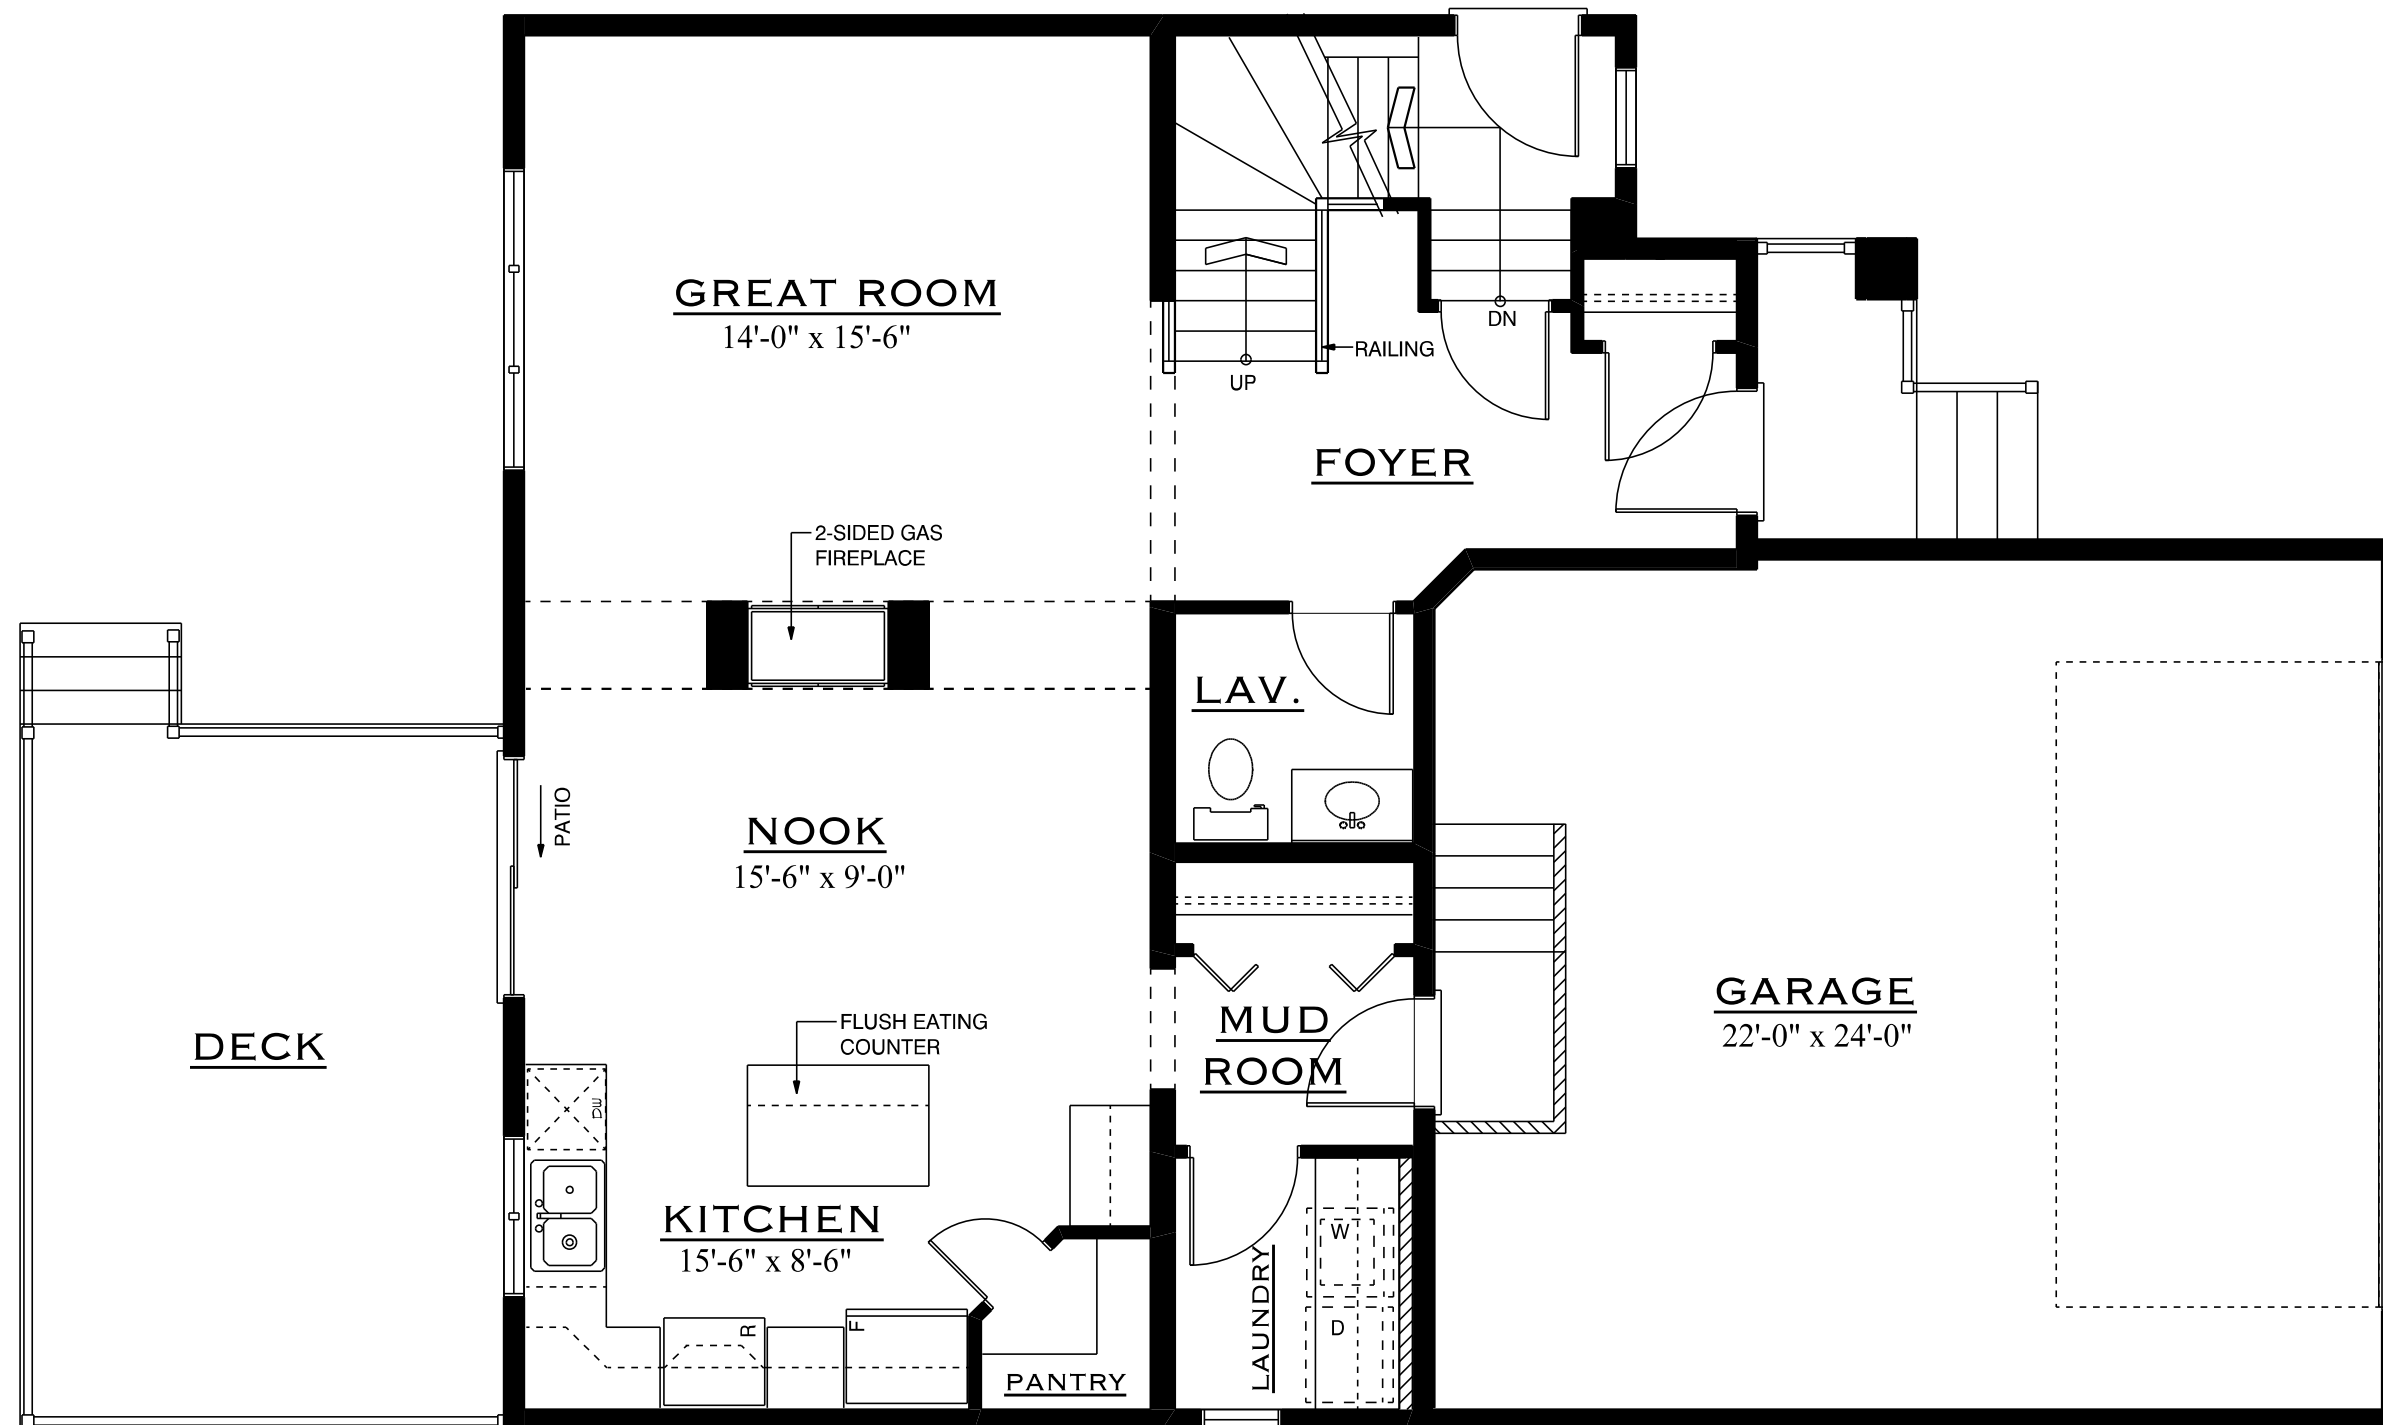 GREAT ROOM
14'-0" x 15'-6"
DN
RAILING
UP
FOYER
2-SIDED GAS
FIREPLACE
LAV.
PATIO
NOOK
15'-6" x 9'-0"
DECK
FLUSH EATING
COUNTER
MUD
ROOM
GARAGE
22'-0" x 24'-0"
DW
KITCHEN
15'-6" x 8'-6"
R
F
PANTRY
LAUNDRY
W
D